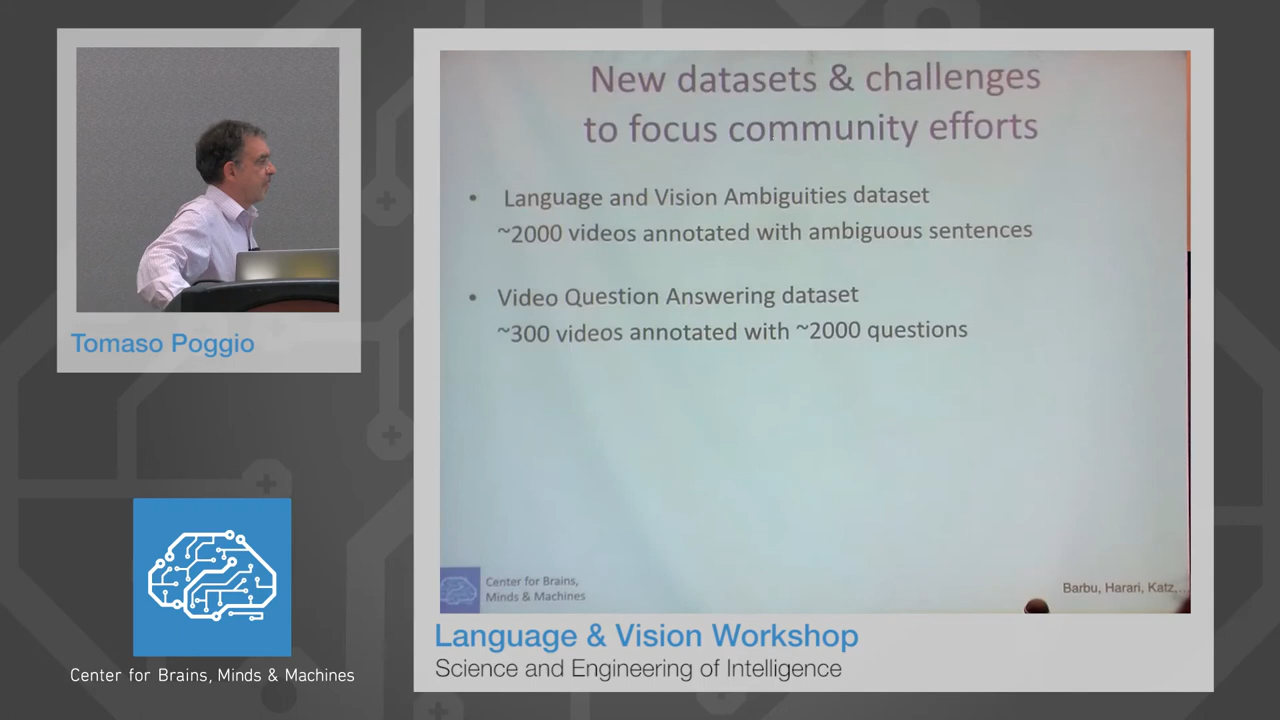 Tomaso Poggio
Center for Brains, Minds & Machines
New datasets & challenges
to focus community efforts
• Language and Vision Ambiguities dataset
~2000 videos annotated with ambiguous sentences
• Video Question Answering dataset
~300 videos annotated with ~2000 questions
Center for Brains,
Minds & Machines
Barbu, Harari, Katz,...
Language & Vision Workshop
Science and Engineering of Intelligence